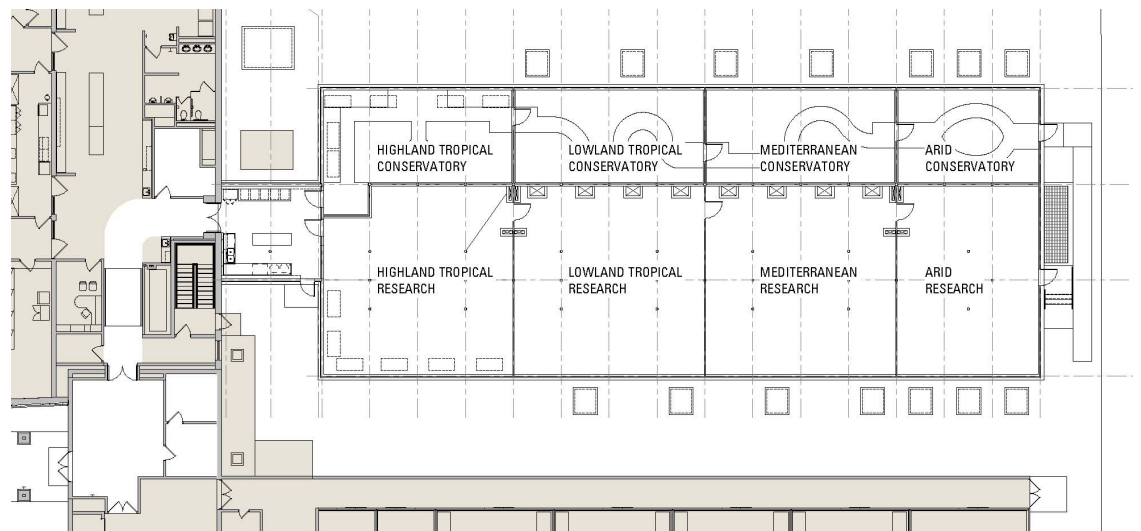 HIGHLAND TROPICAL
CONSERVATORY
LOWLAND TROPICAL
CONSERVATORY
MEDITERRANEAN
CONSERVATORY
ARID
CONSERVATORY
HIGHLAND TROPICAL
RESEARCH
LOWLAND TROPICAL
RESEARCH
MEDITERRANEAN
RESEARCH
ARID
RESEARCH